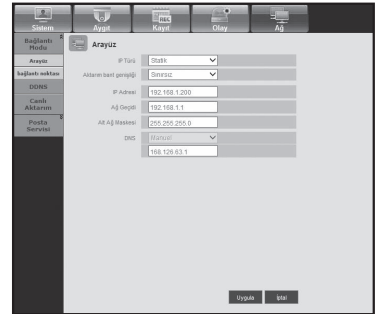 Sistem
Aygıt
REC
Kayıt
Olay
Ağ
Bağlantı Modu
Arayüz
bağlantı noktası
DDNS
Canlı Aktarım
Posta Servisi
Arayüz
IP Türü Statik
Aktarım bant genişliği Sınırsız
IP Adresi 192.168.1.200
Ağ Geçidi 192.168.1.1
Alt Ağ Maskesi 255.255.255.0
DNS Manuel
168.126.63.1
Uygula İptal